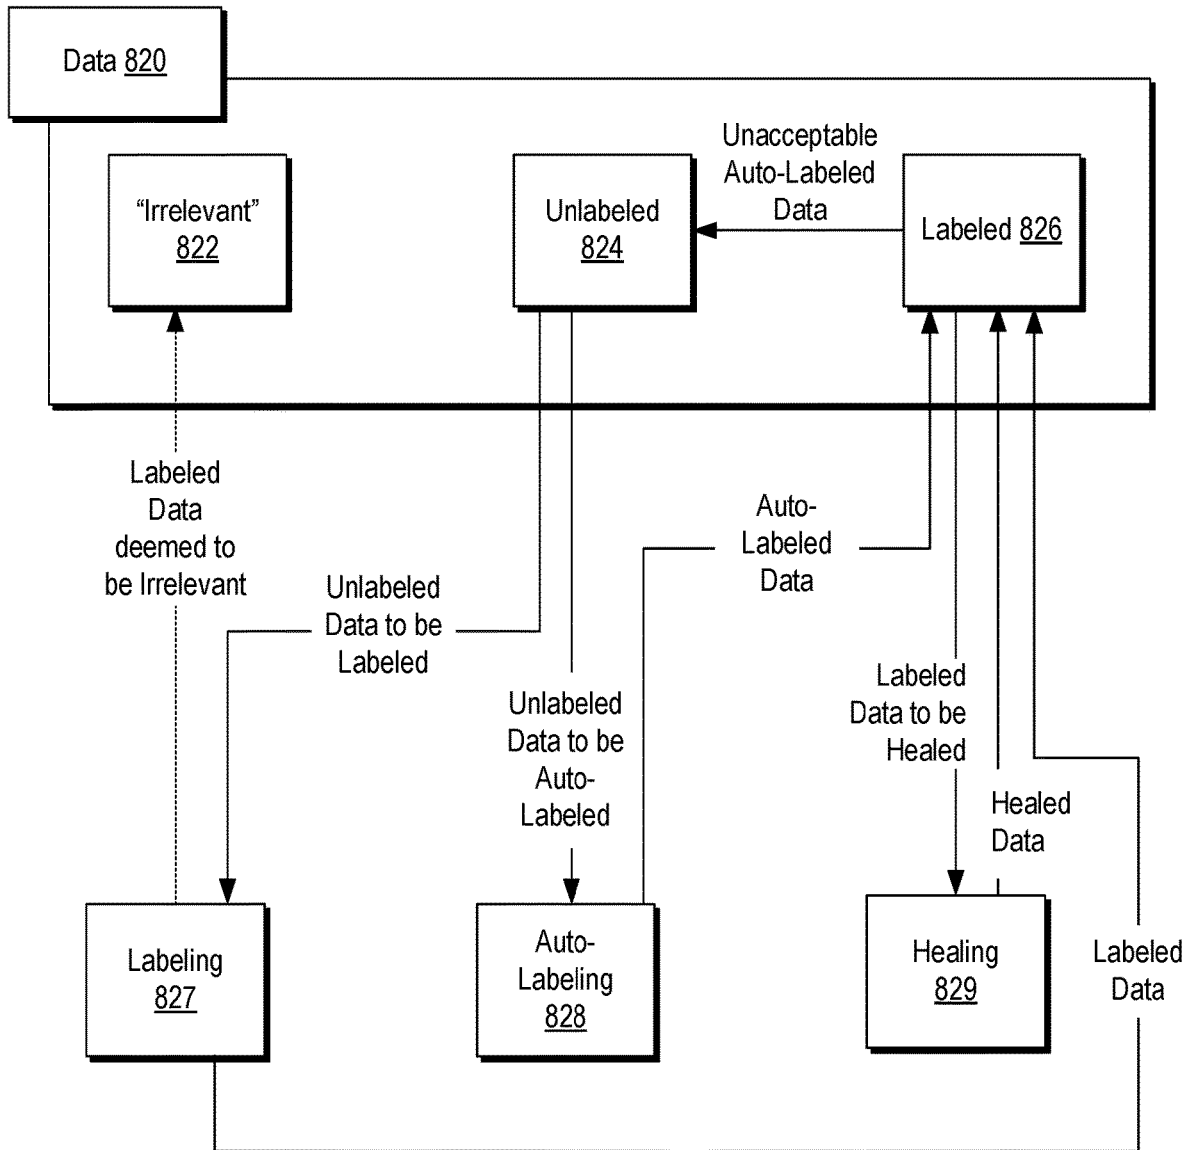 Data 820
Unacceptable
Auto-Labeled
Data
“Irrelevant”
822
Unlabeled
824
Labeled 826
Labeled
Data
deemed to
be Irrelevant
Unlabeled
Data to be
Labeled
Unlabeled
Data to be
Auto-
Labeled
Auto-
Labeled
Data
Labeled
Data to be
Healed
Healed
Data
Labeling
827
Auto-
Labeling
828
Healing
829
Labeled
Data